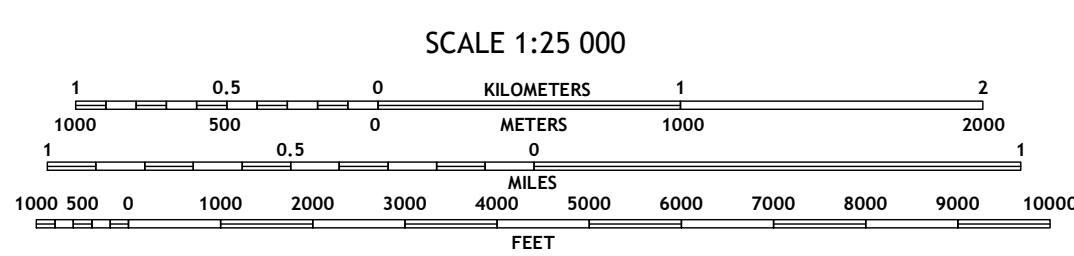 SCALE 1:25 000
1 0.5 0 KILOMETERS 1 2
1000 500 0 METERS 1000 2000
1 0.5 0 1
MILES
1000 500 0 1000 2000 3000 4000 5000 6000 7000 8000 9000 10000
FEET